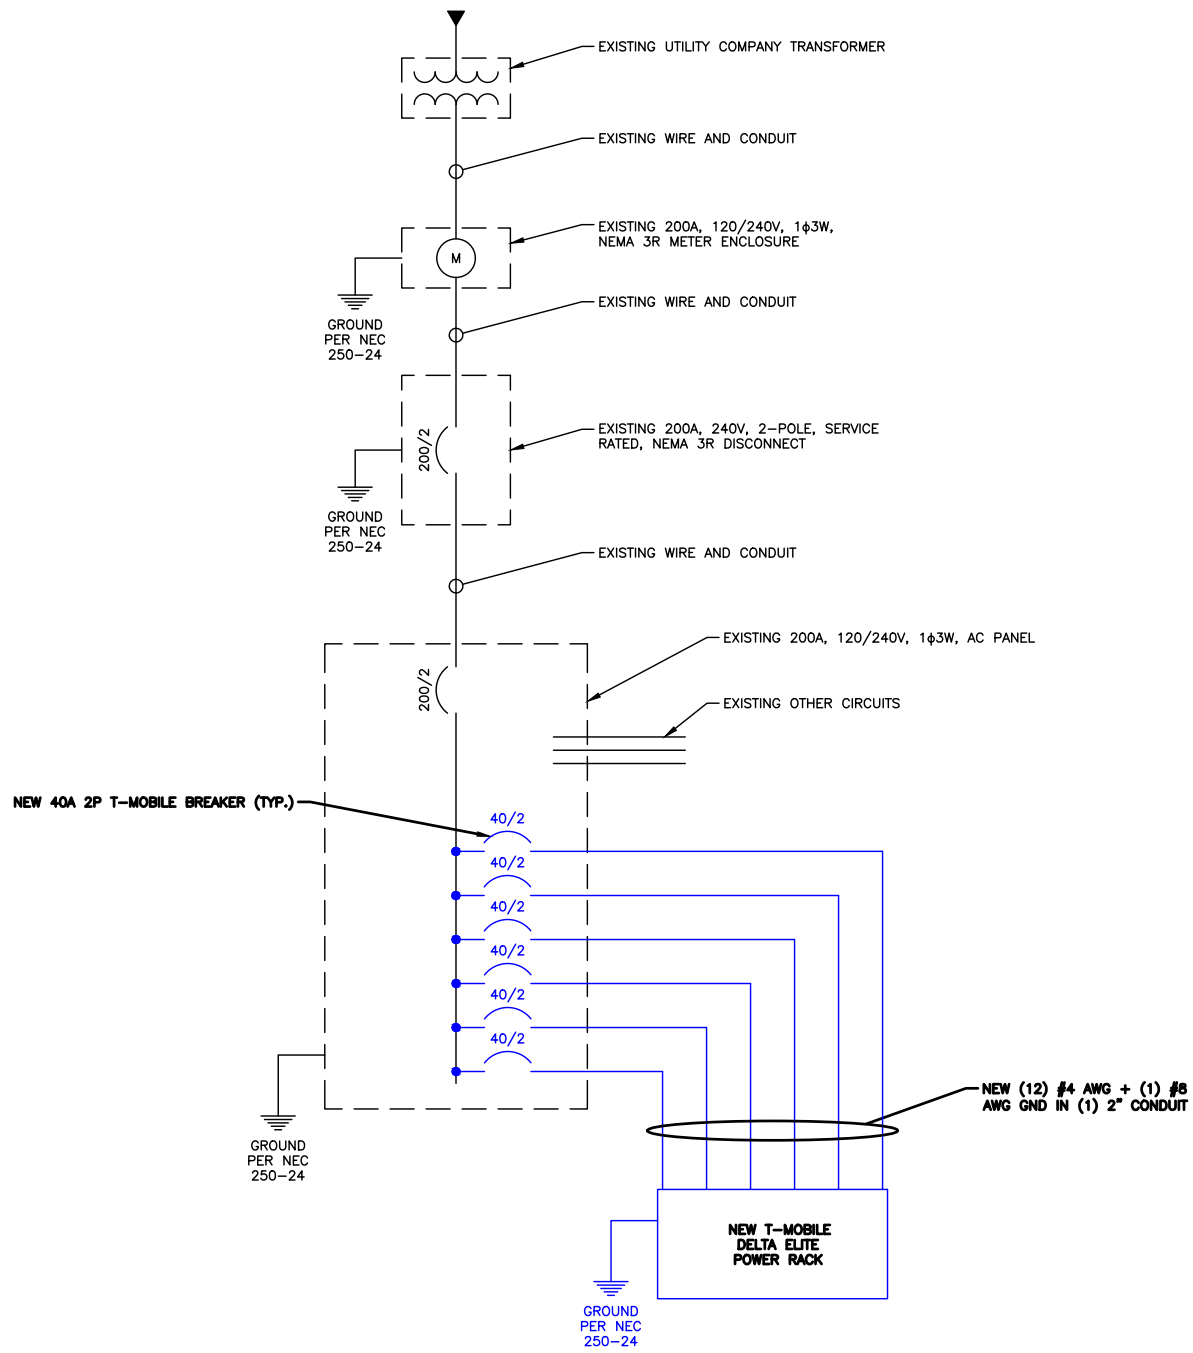 EXISTING UTILITY COMPANY TRANSFORMER
EXISTING WIRE AND CONDUIT
EXISTING 200A, 120/240V, 1ϕ3W,
NEMA 3R METER ENCLOSURE
M
GROUND
PER NEC
250-24
EXISTING WIRE AND CONDUIT
200/2
EXISTING 200A, 240V, 2-POLE, SERVICE
RATED, NEMA 3R DISCONNECT
GROUND
PER NEC
250-24
EXISTING WIRE AND CONDUIT
EXISTING 200A, 120/240V, 1ϕ3W, AC PANEL
200/2
EXISTING OTHER CIRCUITS
NEW 40A 2P T-MOBILE BREAKER (TYP.)
40/2
40/2
40/2
40/2
40/2
40/2
NEW (12) #4 AWG + (1) #8
AWG GND IN (1) 2" CONDUIT
GROUND
PER NEC
250-24
NEW T-MOBILE
DELTA ELITE
POWER RACK
GROUND
PER NEC
250-24